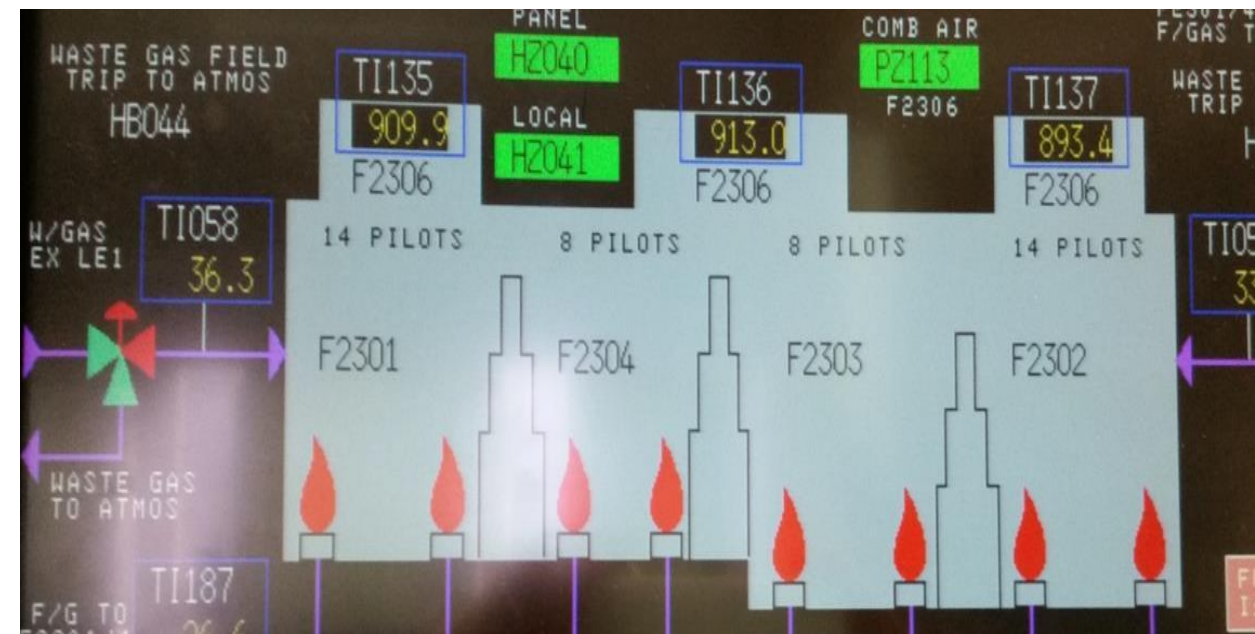 PANEL
HZ040
LOCAL
HZ041
COMB AIR
PZ113
F2306
WASTE GAS FIELD
TRIP TO ATMOS
HB044
TI135
909.9
F2306
TI136
913.0
F2306
TI137
893.4
F2306
F/GAS
WASTE
TRIP
W/GAS
EX LE1
TI058
36.3
14 PILOTS
8 PILOTS
8 PILOTS
14 PILOTS
F2301
F2304
F2303
F2302
WASTE GAS
TO ATMOS
TI187
F/G TO